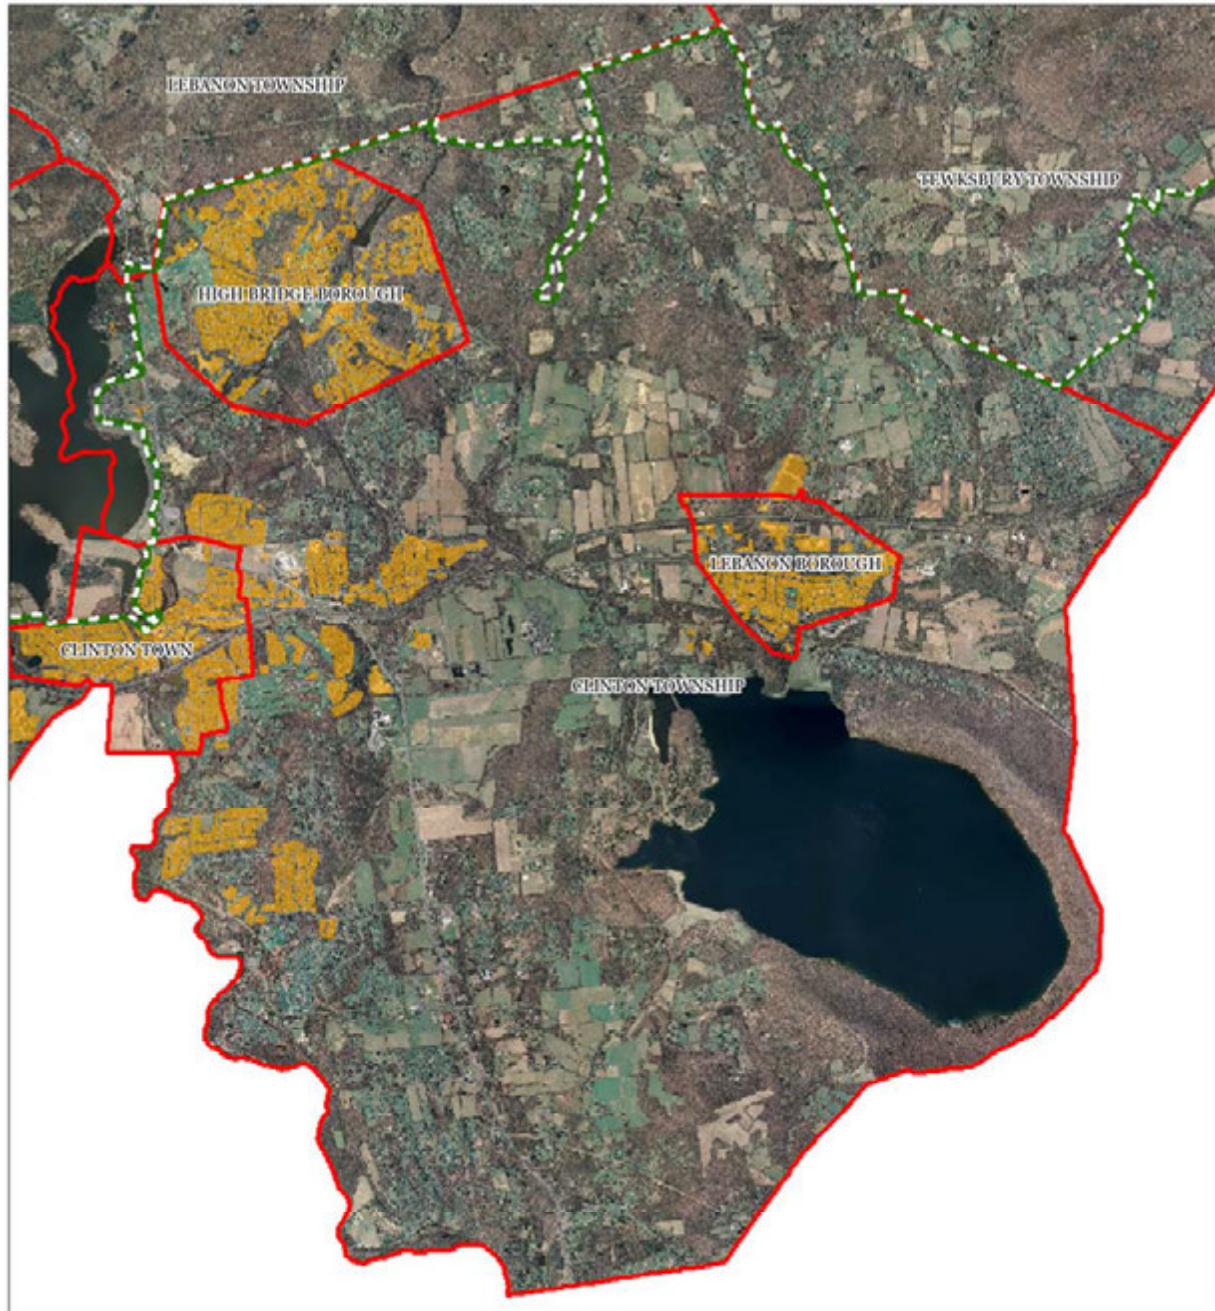 LEBANON TOWNSHIP
TEWKSBURY TOWNSHIP
HIGH BRIDGE BOROUGH
LEBANON BOROUGH
CLINTON TOWN
CLINTON TOWNSHIP